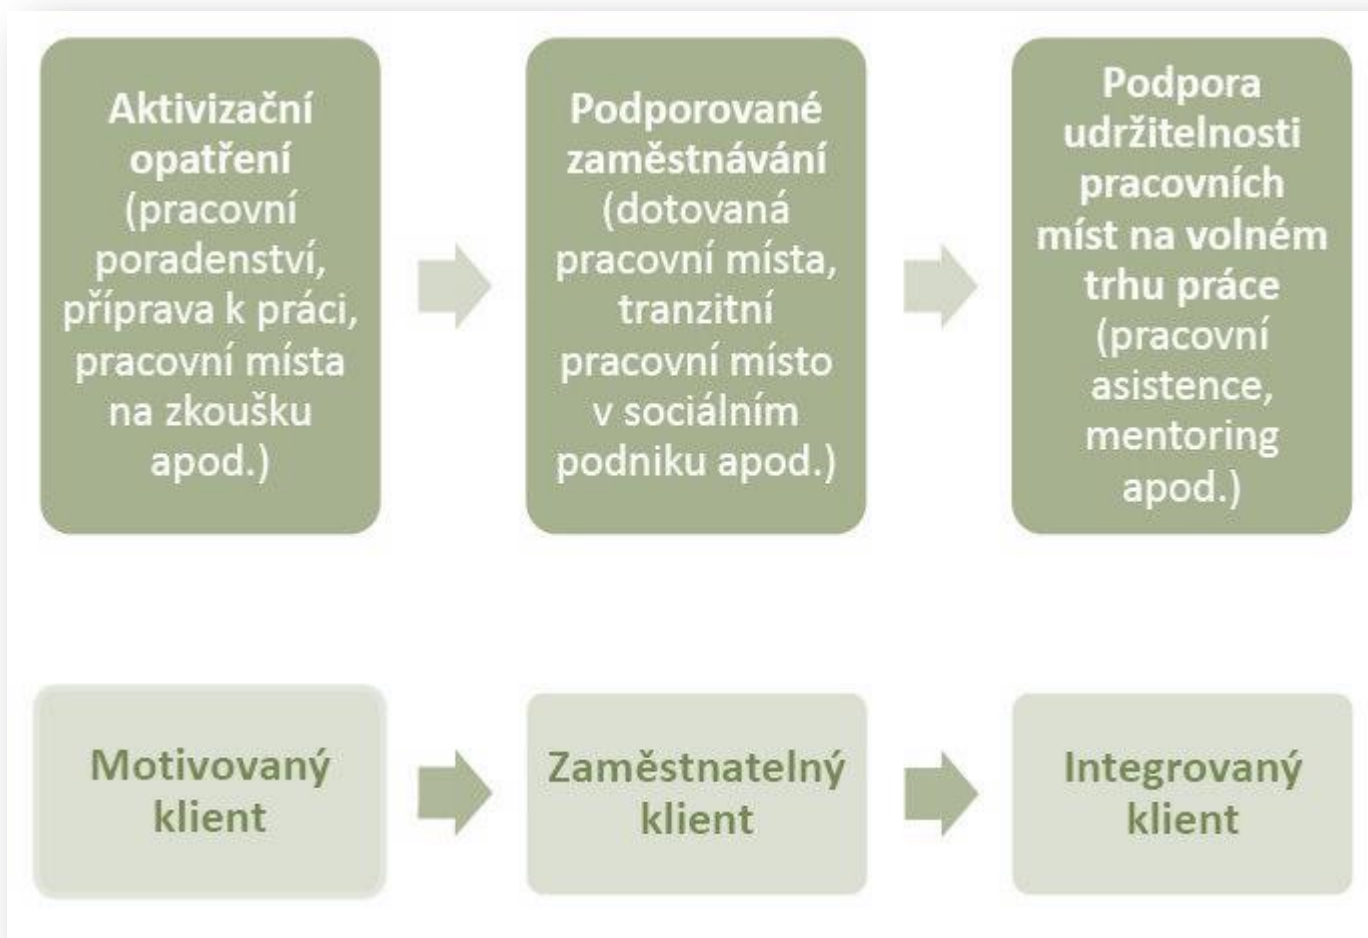 Aktivizační
opatření
(pracovní
poradenství,
příprava k práci,
pracovní místa
na zkoušku
apod.)
Podporované
zaměstnávání
(dotovaná
pracovní místa,
tranzitní
pracovní místo
v sociálním
podniku apod.)
Podpora
udržitelnosti
pracovních
míst na volném
trhu práce
(pracovní
asistence,
mentoring
apod.)
Motivovaný
klient
Zaměstnatelný
klient
Integrovaný
klient